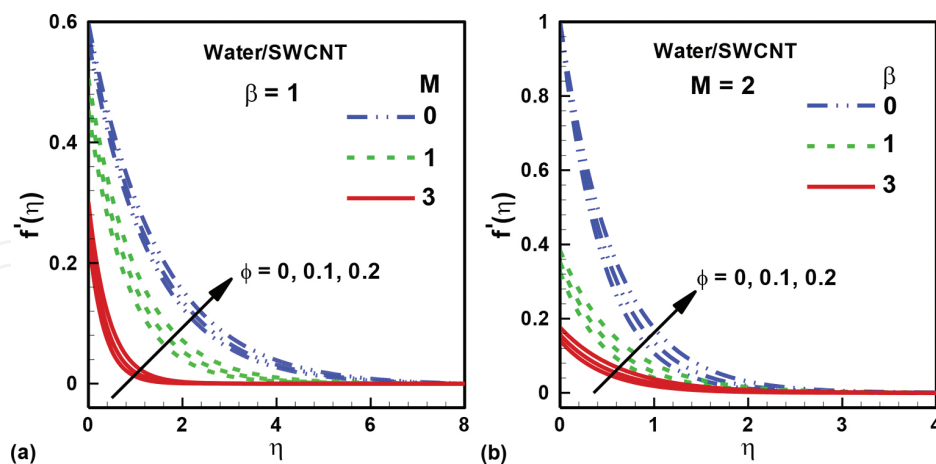 Water/SWCNT
β = 1
M
0
1
3
ϕ = 0, 0.1, 0.2
f'(η)
0.6
0.4
0.2
0
0 2 4 6 8
η
(a)
Water/SWCNT
M = 2
β
0
1
3
ϕ = 0, 0.1, 0.2
f'(η)
1
0.8
0.6
0.4
0.2
0
0 1 2 3 4
η
(b)